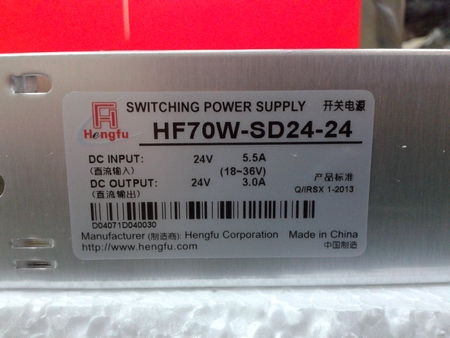 SWITCHING POWER SUPPLY 开关电源
Hengfu
HF70W-SD24-24
DC INPUT: 24V 5.5A
(直流输入) (18~36V)
产品标准
DC OUTPUT: 24V 3.0A
Q/IRSX 1-2013
(直流输出)
D04071D040030
Manufacturer (制造商): Hengfu Corporation Made in China
http://www.hengfu.com 中国制造